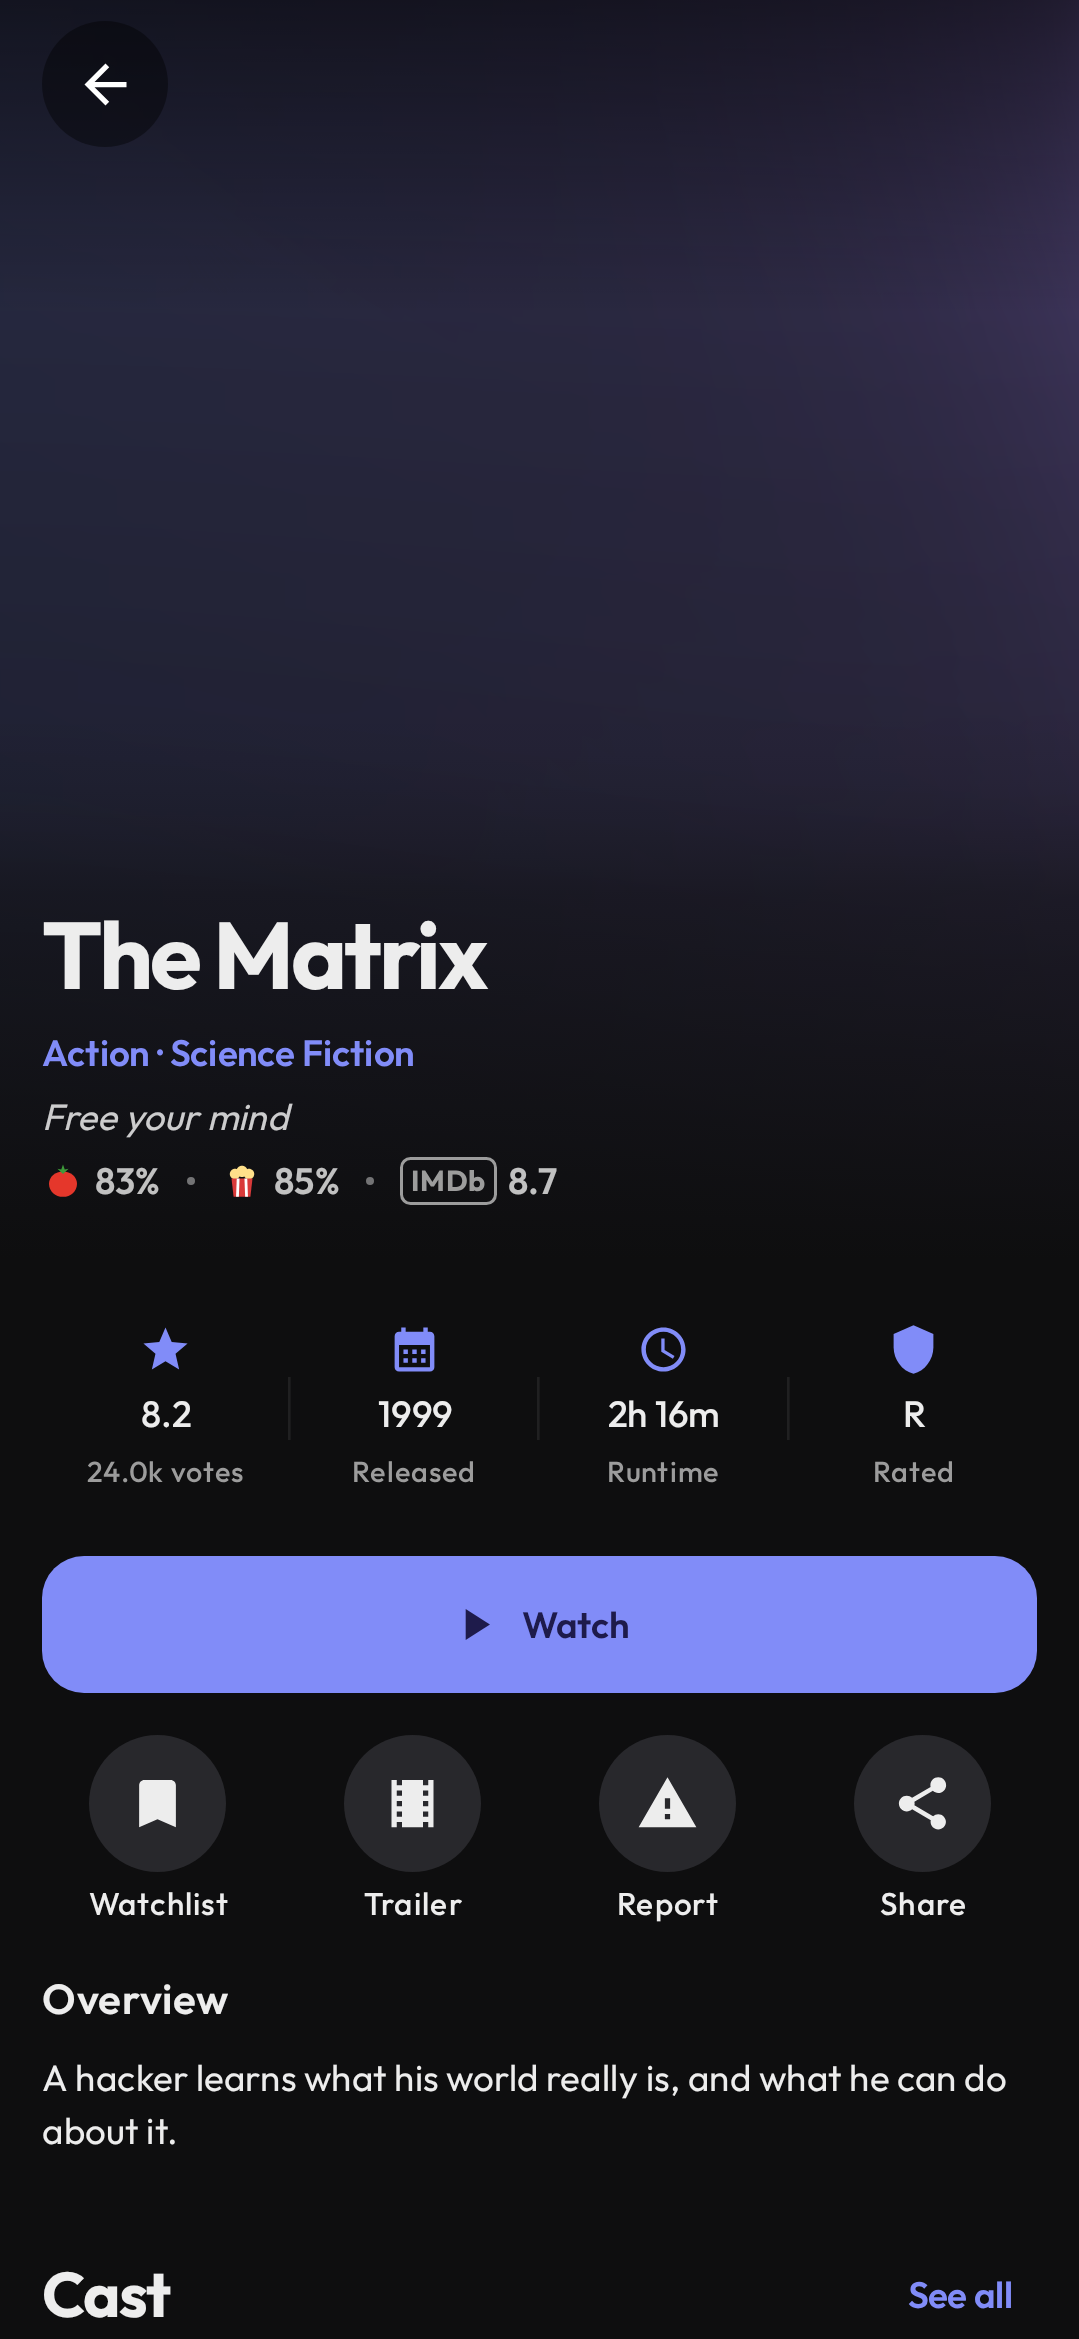 The Matrix
Action · Science Fiction
Free your mind
83% • 85% • IMDb 8.7
8.2 1999 2h 16m R
24.0k votes Released Runtime Rated
Watch
Watchlist Trailer Report Share
Overview
A hacker learns what his world really is, and what he can do
about it.
Cast See all